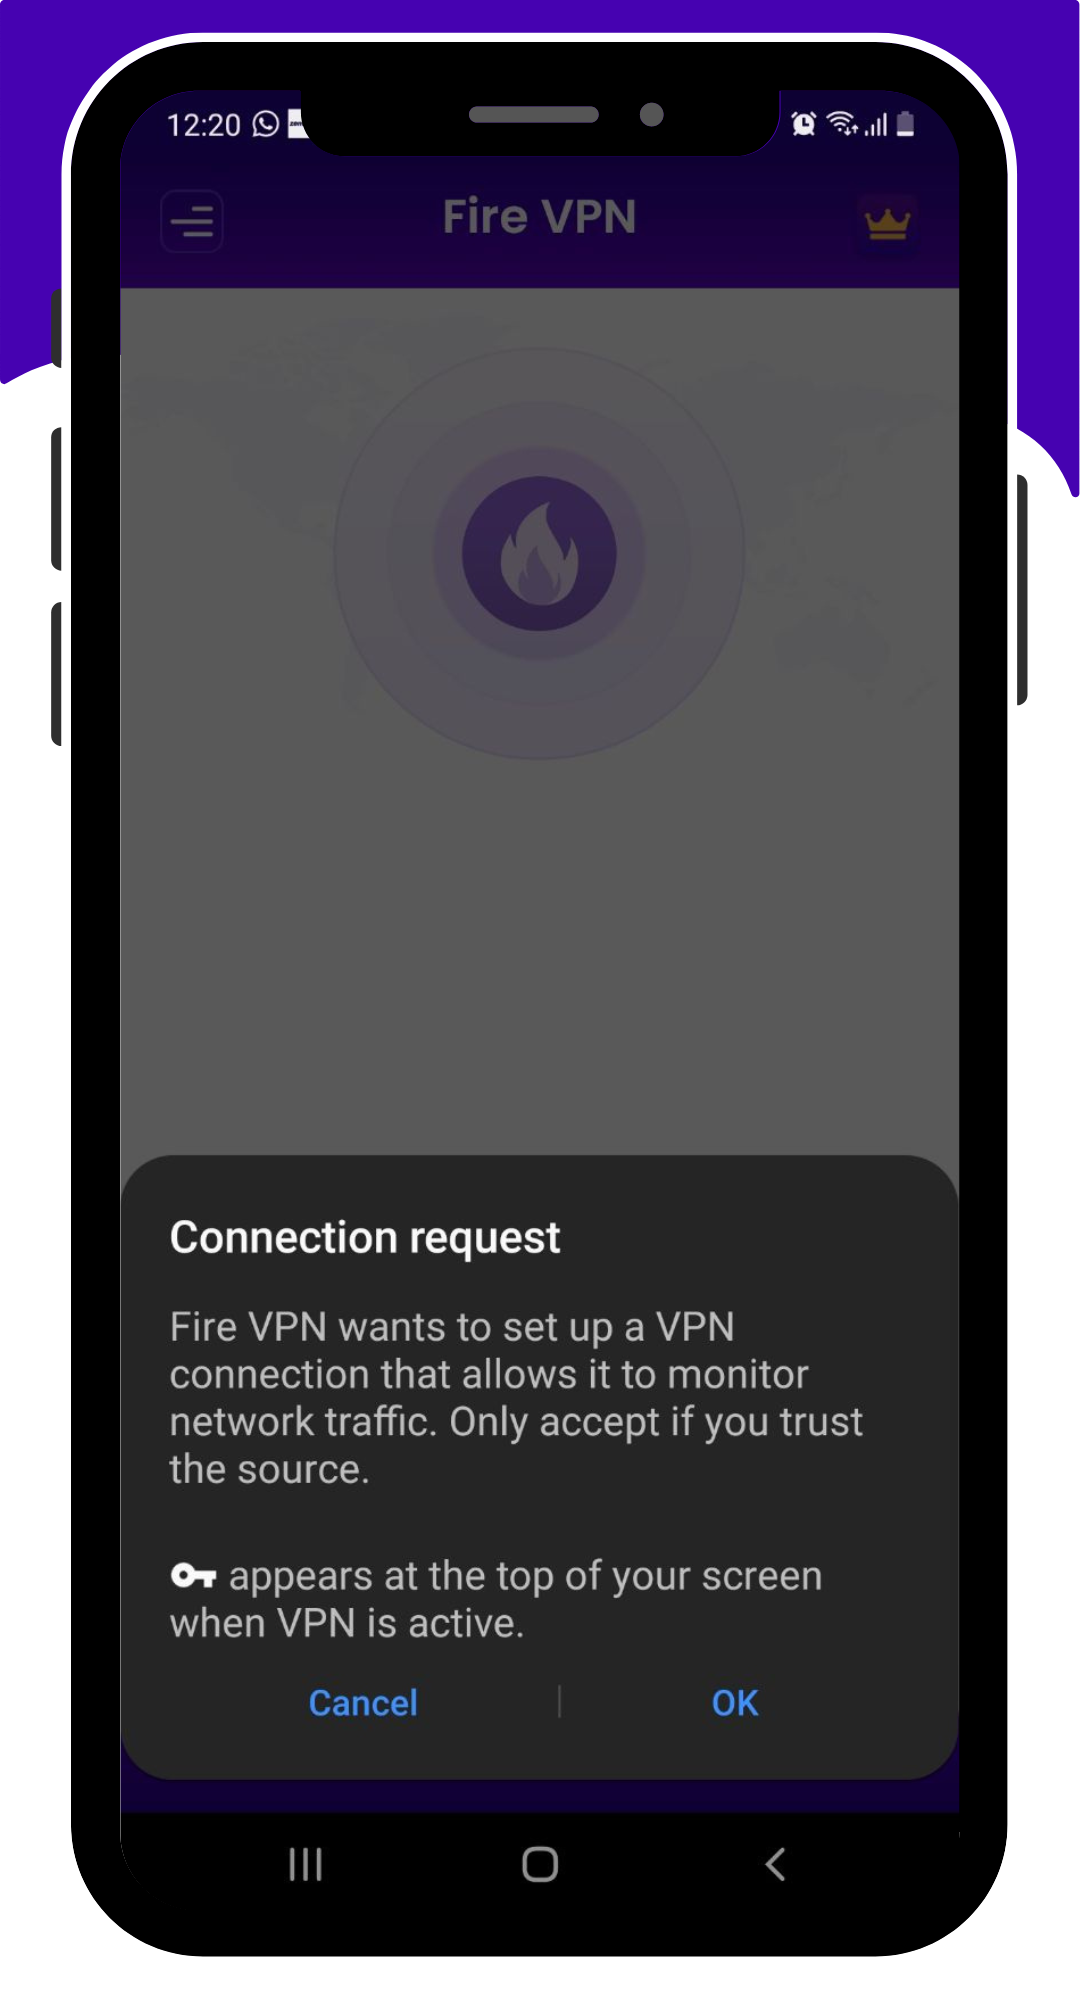 12:20
Fire VPN
Connection request
Fire VPN wants to set up a VPN
connection that allows it to monitor
network traffic. Only accept if you trust
the source.
appears at the top of your screen
when VPN is active.
Cancel
OK